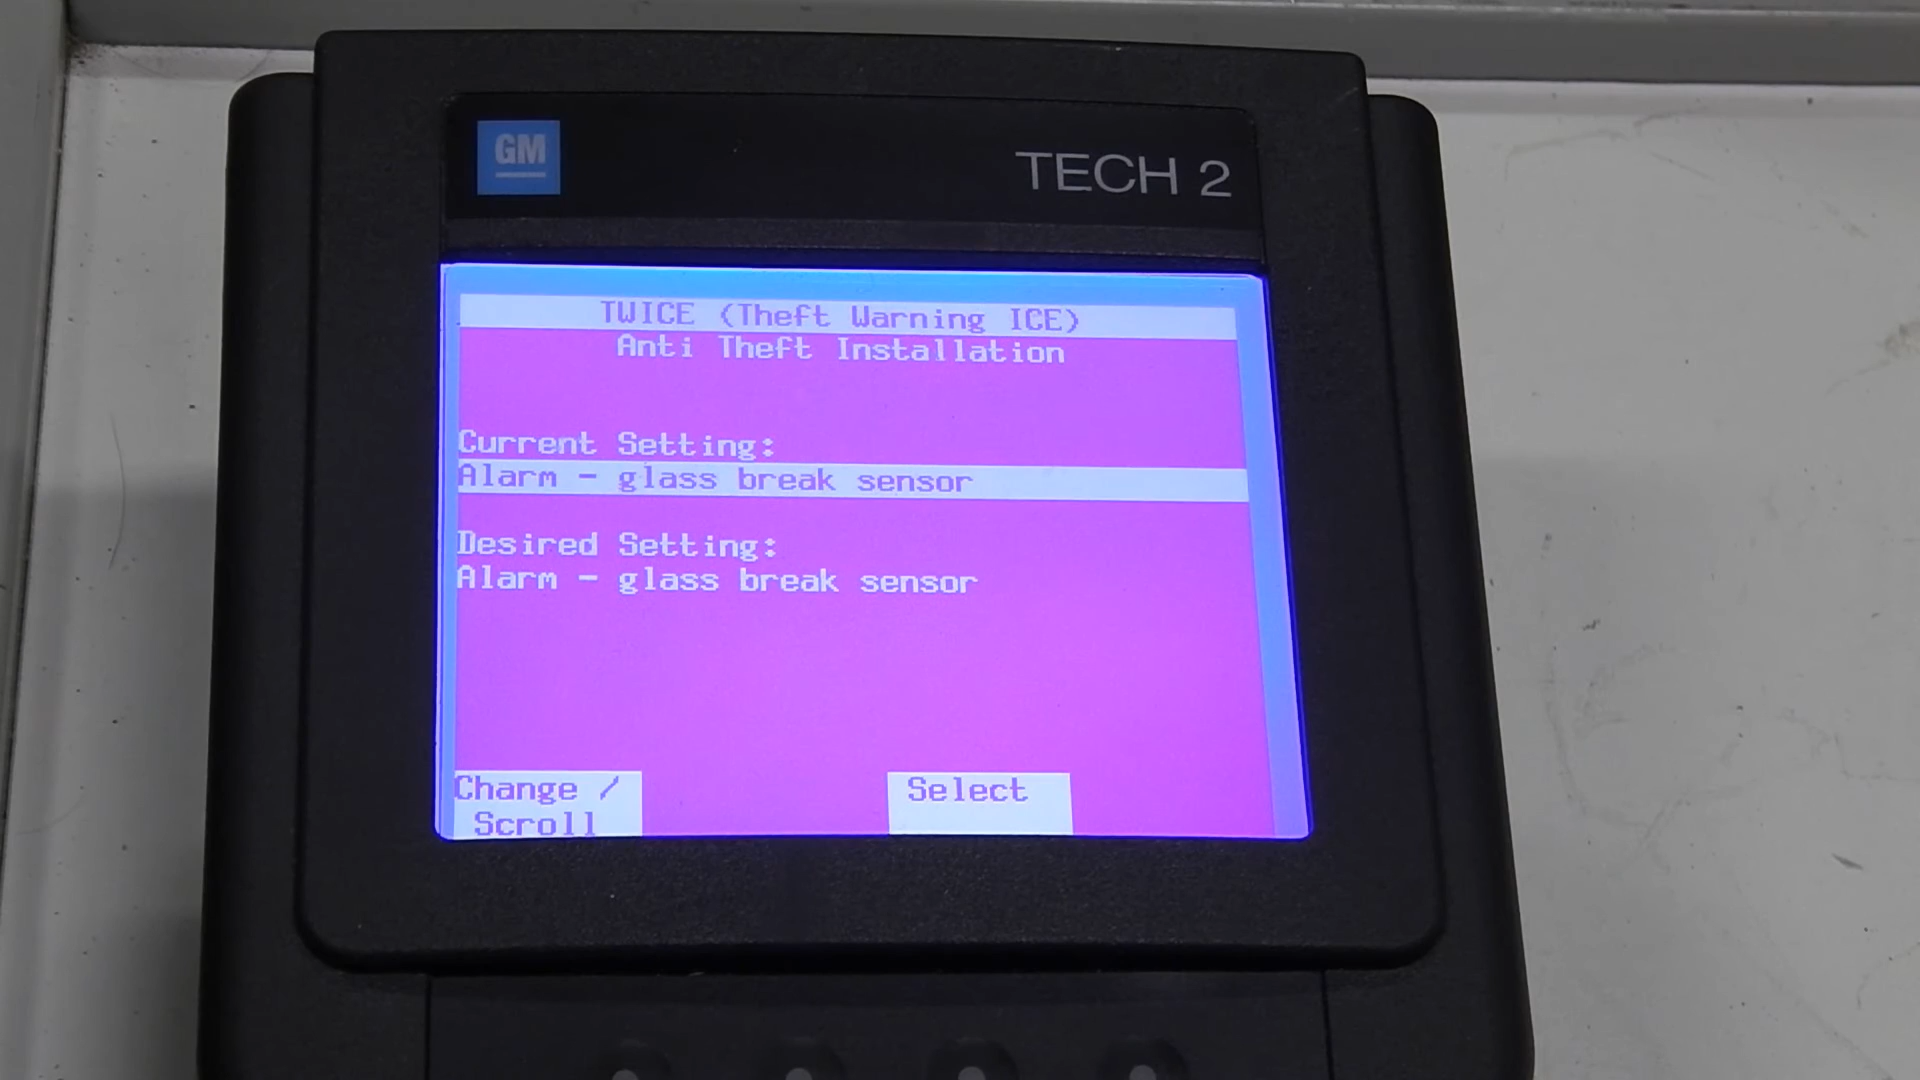 GM
TECH 2
TWICE (Theft Warning ICE)
Anti Theft Installation
Current Setting:
Alarm - glass break sensor
Desired Setting:
Alarm - glass break sensor
Change /
Scroll
Select